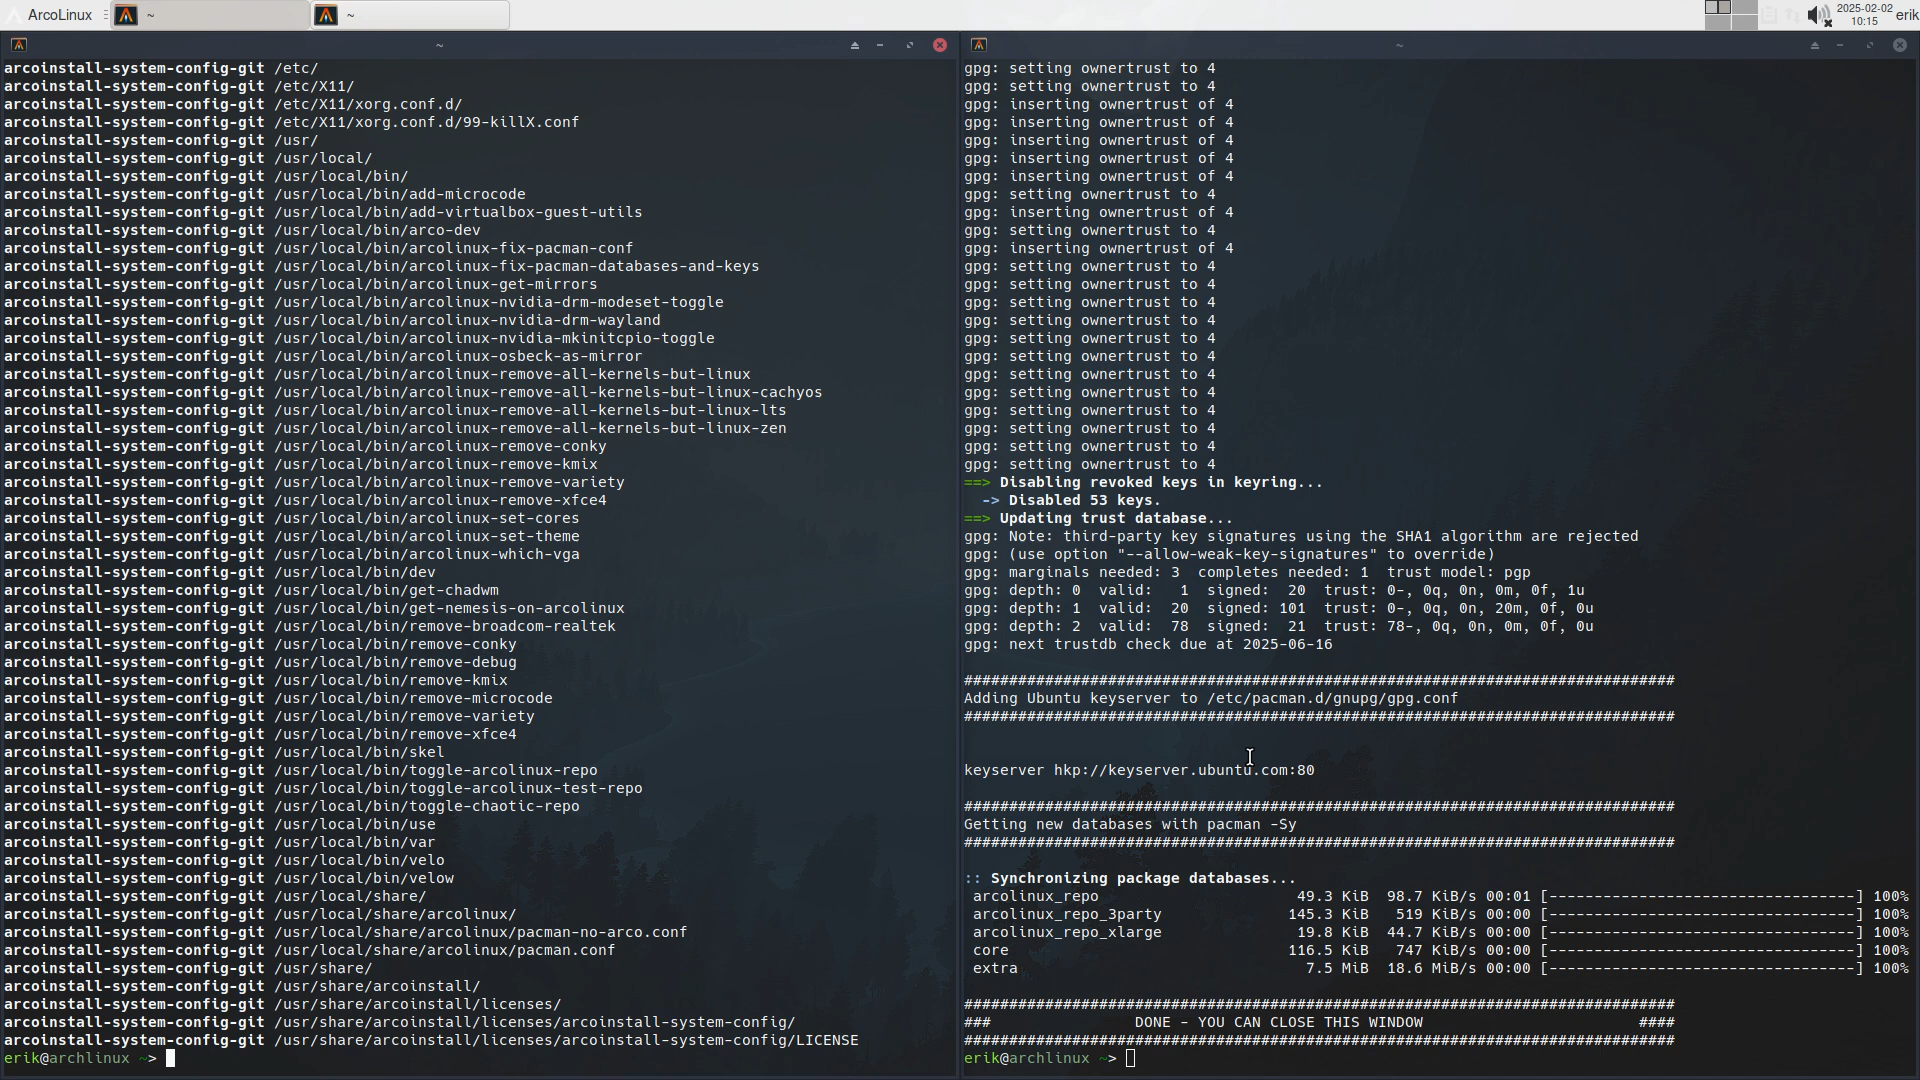 ArcoLinux
~
~
2025-02-02
10:15
erik
~
arcoinstall-system-config-git /etc/
arcoinstall-system-config-git /etc/X11/
arcoinstall-system-config-git /etc/X11/xorg.conf.d/
arcoinstall-system-config-git /etc/X11/xorg.conf.d/99-killX.conf
arcoinstall-system-config-git /usr/
arcoinstall-system-config-git /usr/local/
arcoinstall-system-config-git /usr/local/bin/
arcoinstall-system-config-git /usr/local/bin/add-microcode
arcoinstall-system-config-git /usr/local/bin/add-virtualbox-guest-utils
arcoinstall-system-config-git /usr/local/bin/arco-dev
arcoinstall-system-config-git /usr/local/bin/arcolinux-fix-pacman-conf
arcoinstall-system-config-git /usr/local/bin/arcolinux-fix-pacman-databases-and-keys
arcoinstall-system-config-git /usr/local/bin/arcolinux-get-mirrors
arcoinstall-system-config-git /usr/local/bin/arcolinux-nvidia-drm-modeset-toggle
arcoinstall-system-config-git /usr/local/bin/arcolinux-nvidia-drm-wayland
arcoinstall-system-config-git /usr/local/bin/arcolinux-nvidia-mkinitcpio-toggle
arcoinstall-system-config-git /usr/local/bin/arcolinux-osbeck-as-mirror
arcoinstall-system-config-git /usr/local/bin/arcolinux-remove-all-kernels-but-linux
arcoinstall-system-config-git /usr/local/bin/arcolinux-remove-all-kernels-but-linux-cachyos
arcoinstall-system-config-git /usr/local/bin/arcolinux-remove-all-kernels-but-linux-lts
arcoinstall-system-config-git /usr/local/bin/arcolinux-remove-all-kernels-but-linux-zen
arcoinstall-system-config-git /usr/local/bin/arcolinux-remove-conky
arcoinstall-system-config-git /usr/local/bin/arcolinux-remove-kmix
arcoinstall-system-config-git /usr/local/bin/arcolinux-remove-variety
arcoinstall-system-config-git /usr/local/bin/arcolinux-remove-xfce4
arcoinstall-system-config-git /usr/local/bin/arcolinux-set-cores
arcoinstall-system-config-git /usr/local/bin/arcolinux-set-theme
arcoinstall-system-config-git /usr/local/bin/arcolinux-which-vga
arcoinstall-system-config-git /usr/local/bin/dev
arcoinstall-system-config-git /usr/local/bin/get-chadwm
arcoinstall-system-config-git /usr/local/bin/get-nemesis-on-arcolinux
arcoinstall-system-config-git /usr/local/bin/remove-broadcom-realtek
arcoinstall-system-config-git /usr/local/bin/remove-conky
arcoinstall-system-config-git /usr/local/bin/remove-debug
arcoinstall-system-config-git /usr/local/bin/remove-kmix
arcoinstall-system-config-git /usr/local/bin/remove-microcode
arcoinstall-system-config-git /usr/local/bin/remove-variety
arcoinstall-system-config-git /usr/local/bin/remove-xfce4
arcoinstall-system-config-git /usr/local/bin/skel
arcoinstall-system-config-git /usr/local/bin/toggle-arcolinux-repo
arcoinstall-system-config-git /usr/local/bin/toggle-arcolinux-test-repo
arcoinstall-system-config-git /usr/local/bin/toggle-chaotic-repo
arcoinstall-system-config-git /usr/local/bin/use
arcoinstall-system-config-git /usr/local/bin/var
arcoinstall-system-config-git /usr/local/bin/velo
arcoinstall-system-config-git /usr/local/bin/velow
arcoinstall-system-config-git /usr/local/share/
arcoinstall-system-config-git /usr/local/share/arcolinux/
arcoinstall-system-config-git /usr/local/share/arcolinux/pacman-no-arco.conf
arcoinstall-system-config-git /usr/local/share/arcolinux/pacman.conf
arcoinstall-system-config-git /usr/share/
arcoinstall-system-config-git /usr/share/arcoinstall/
arcoinstall-system-config-git /usr/share/arcoinstall/licenses/
arcoinstall-system-config-git /usr/share/arcoinstall/licenses/arcoinstall-system-config/
arcoinstall-system-config-git /usr/share/arcoinstall/licenses/arcoinstall-system-config/LICENSE
erik@archlinux ~>
~
gpg: setting ownertrust to 4
gpg: setting ownertrust to 4
gpg: inserting ownertrust of 4
gpg: inserting ownertrust of 4
gpg: inserting ownertrust of 4
gpg: inserting ownertrust of 4
gpg: inserting ownertrust of 4
gpg: setting ownertrust to 4
gpg: inserting ownertrust of 4
gpg: setting ownertrust to 4
gpg: inserting ownertrust of 4
gpg: setting ownertrust to 4
gpg: setting ownertrust to 4
gpg: setting ownertrust to 4
gpg: setting ownertrust to 4
gpg: setting ownertrust to 4
gpg: setting ownertrust to 4
gpg: setting ownertrust to 4
gpg: setting ownertrust to 4
gpg: setting ownertrust to 4
gpg: setting ownertrust to 4
gpg: setting ownertrust to 4
gpg: setting ownertrust to 4
==> Disabling revoked keys in keyring...
  -> Disabled 53 keys.
==> Updating trust database...
gpg: Note: third-party key signatures using the SHA1 algorithm are rejected
gpg: (use option "--allow-weak-key-signatures" to override)
gpg: marginals needed: 3  completes needed: 1  trust model: pgp
gpg: depth: 0  valid:   1  signed:  20  trust: 0-, 0q, 0n, 0m, 0f, 1u
gpg: depth: 1  valid:  20  signed: 101  trust: 0-, 0q, 0n, 20m, 0f, 0u
gpg: depth: 2  valid:  78  signed:  21  trust: 78-, 0q, 0n, 0m, 0f, 0u
gpg: next trustdb check due at 2025-06-16
###############################################################################
Adding Ubuntu keyserver to /etc/pacman.d/gnupg/gpg.conf
###############################################################################
keyserver hkp://keyserver.ubuntu.com:80
###############################################################################
Getting new databases with pacman -Sy
###############################################################################
:: Synchronizing package databases...
 arcolinux_repo                      49.3 KiB  98.7 KiB/s 00:01 [----------------------------------] 100%
 arcolinux_repo_3party              145.3 KiB   519 KiB/s 00:00 [----------------------------------] 100%
 arcolinux_repo_xlarge               19.8 KiB  44.7 KiB/s 00:00 [----------------------------------] 100%
 core                               116.5 KiB   747 KiB/s 00:00 [----------------------------------] 100%
 extra                                7.5 MiB  18.6 MiB/s 00:00 [----------------------------------] 100%
###############################################################################
###                DONE - YOU CAN CLOSE THIS WINDOW                        ####
###############################################################################
erik@archlinux ~>